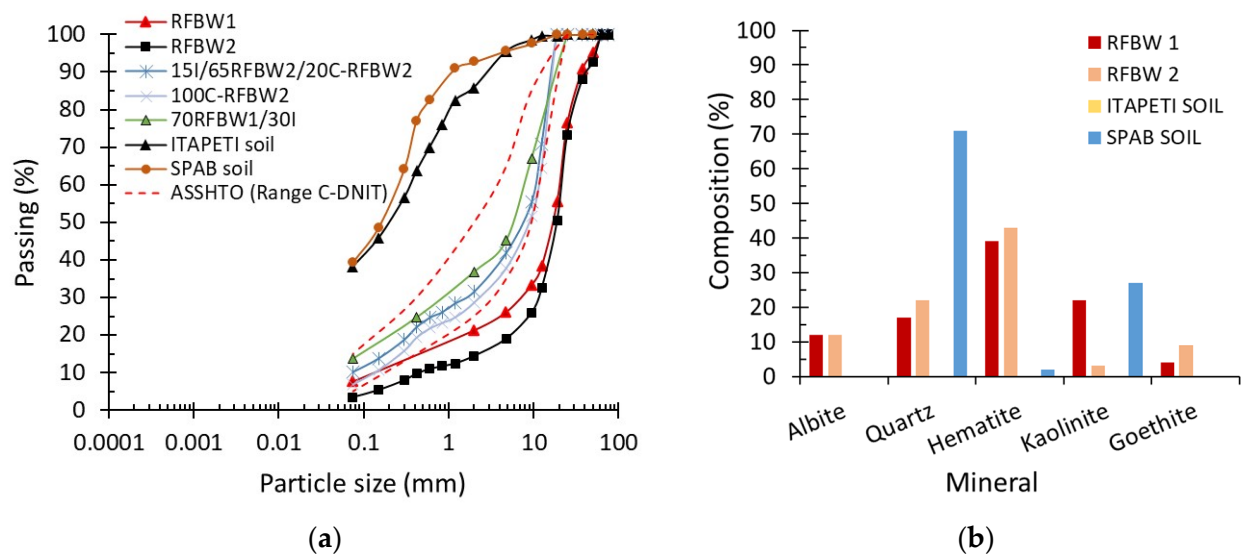 RFBW1
RFBW2
15I/65RFBW2/20C-RFBW2
100C-RFBW2
70RFBW1/30I
ITAPETI soil
SPAB soil
ASSHTO (Range C-DNIT)
Passing (%)
100
90
80
70
60
50
40
30
20
10
0
0.0001 0.001 0.01 0.1 1 10 100
Particle size (mm)
(a)
RFBW 1
RFBW 2
ITAPETI SOIL
SPAB SOIL
Composition (%)
100
90
80
70
60
50
40
30
20
10
0
Albite Quartz Hematite Kaolinite Goethite
Mineral
(b)